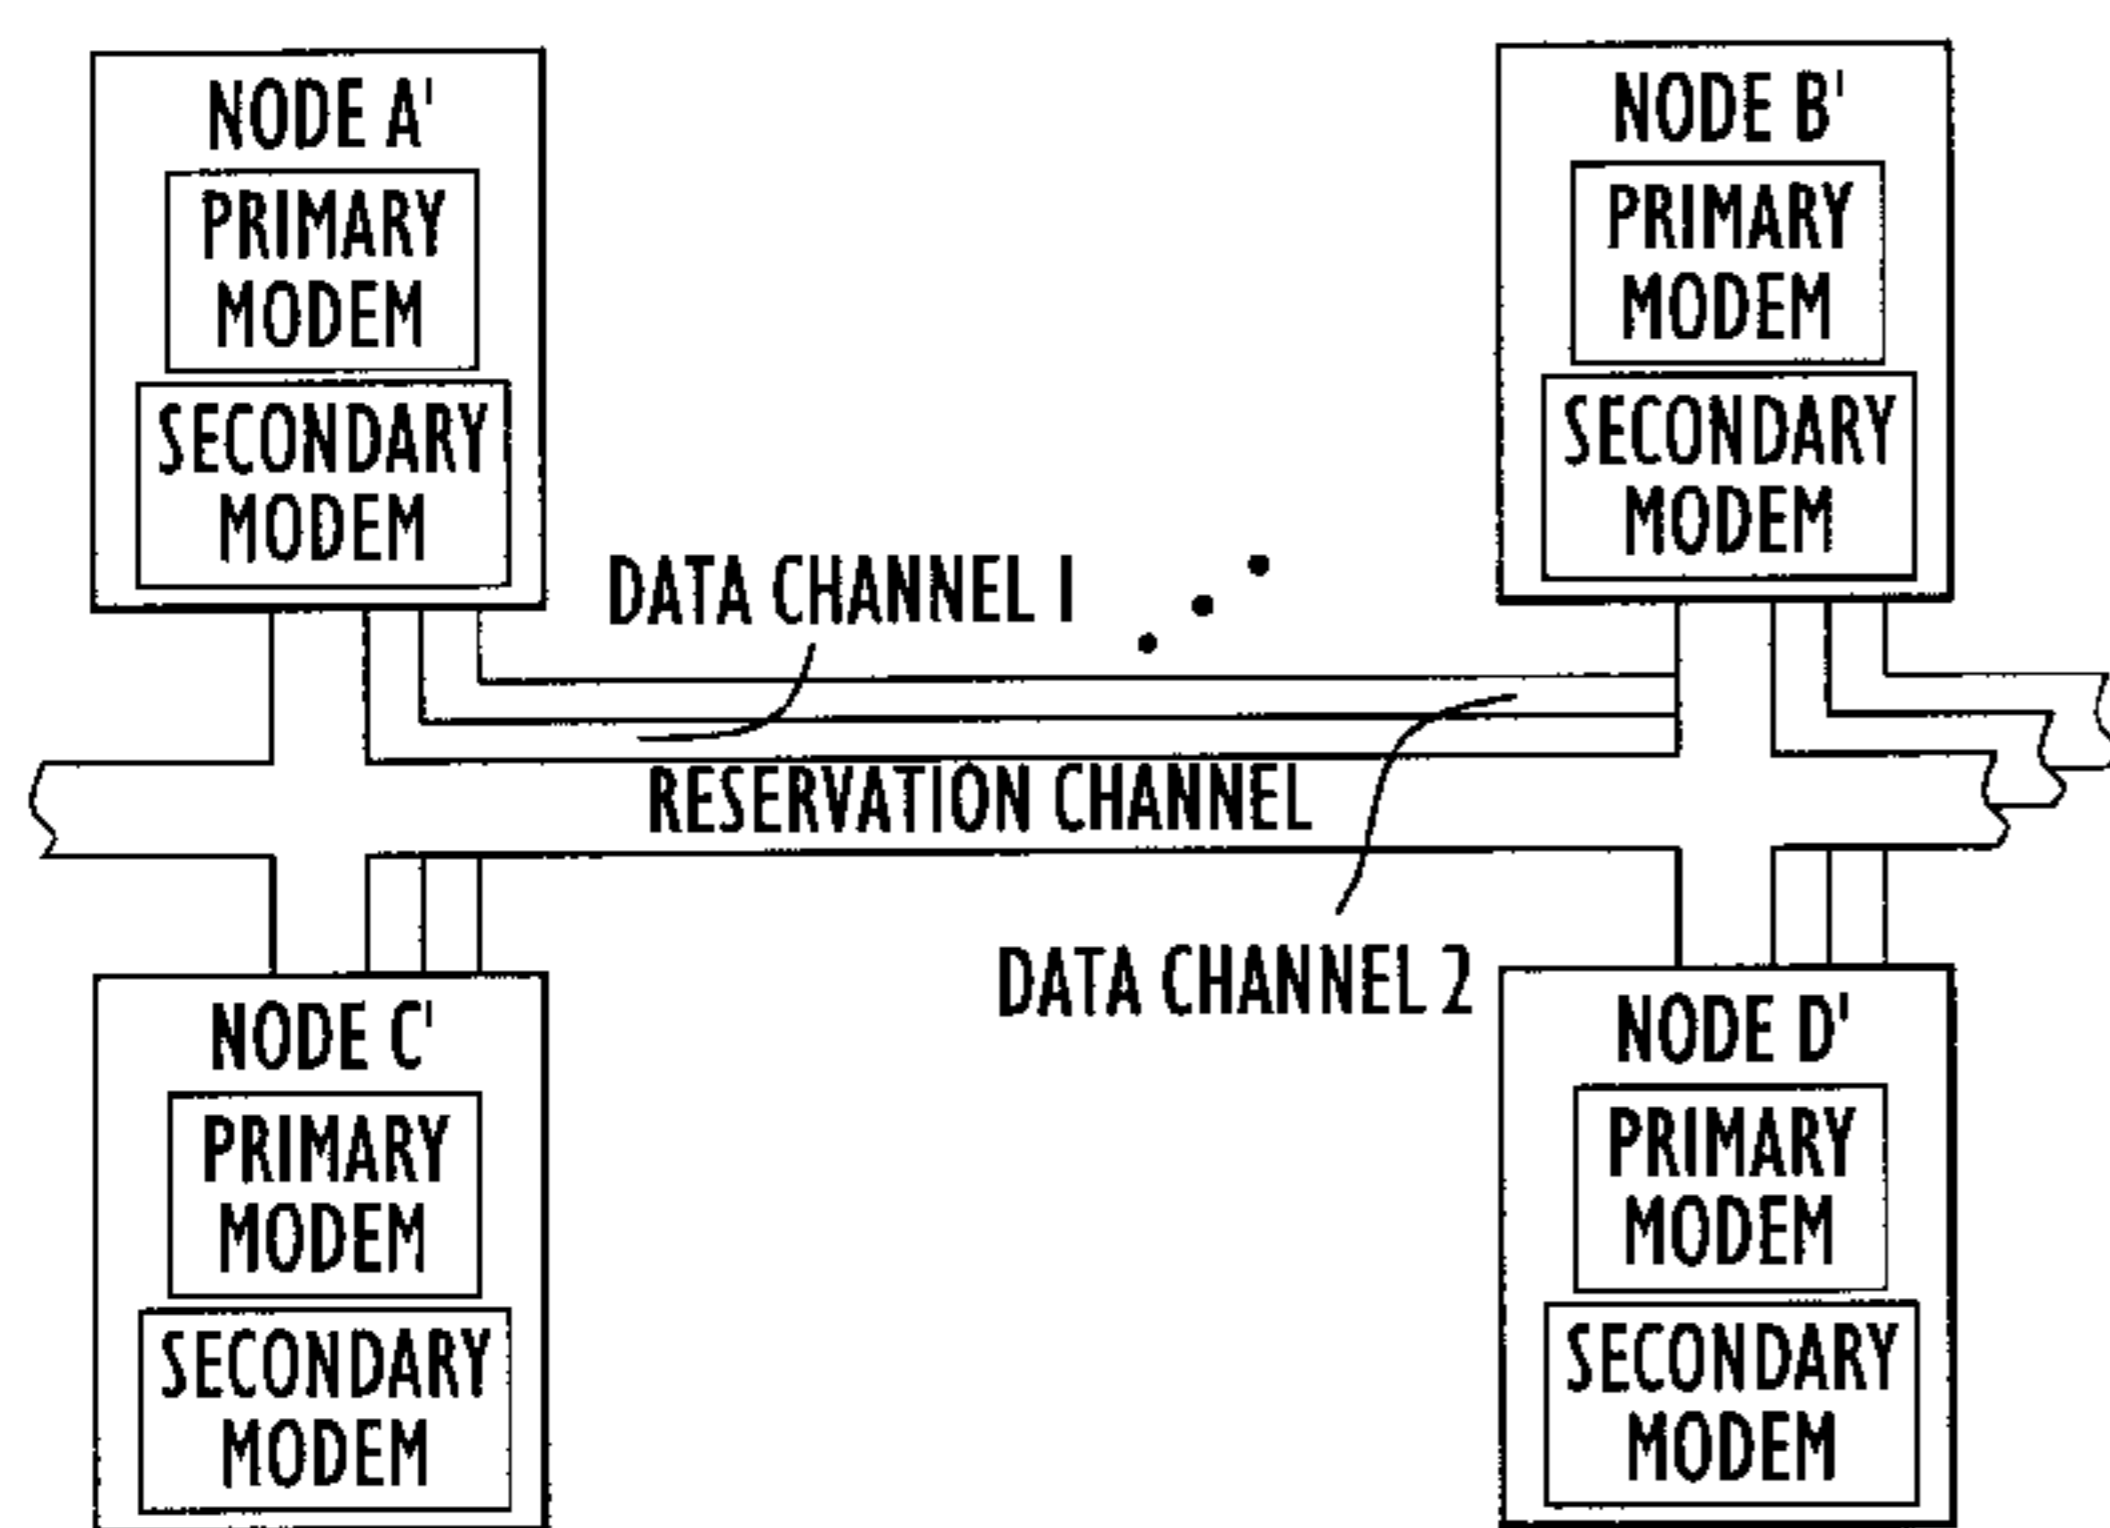 NODE A'
PRIMARY
MODEM
SECONDARY
MODEM
NODE B'
PRIMARY
MODEM
SECONDARY
MODEM
DATA CHANNEL 1
RESERVATION CHANNEL
DATA CHANNEL 2
NODE C'
PRIMARY
MODEM
SECONDARY
MODEM
NODE D'
PRIMARY
MODEM
SECONDARY
MODEM